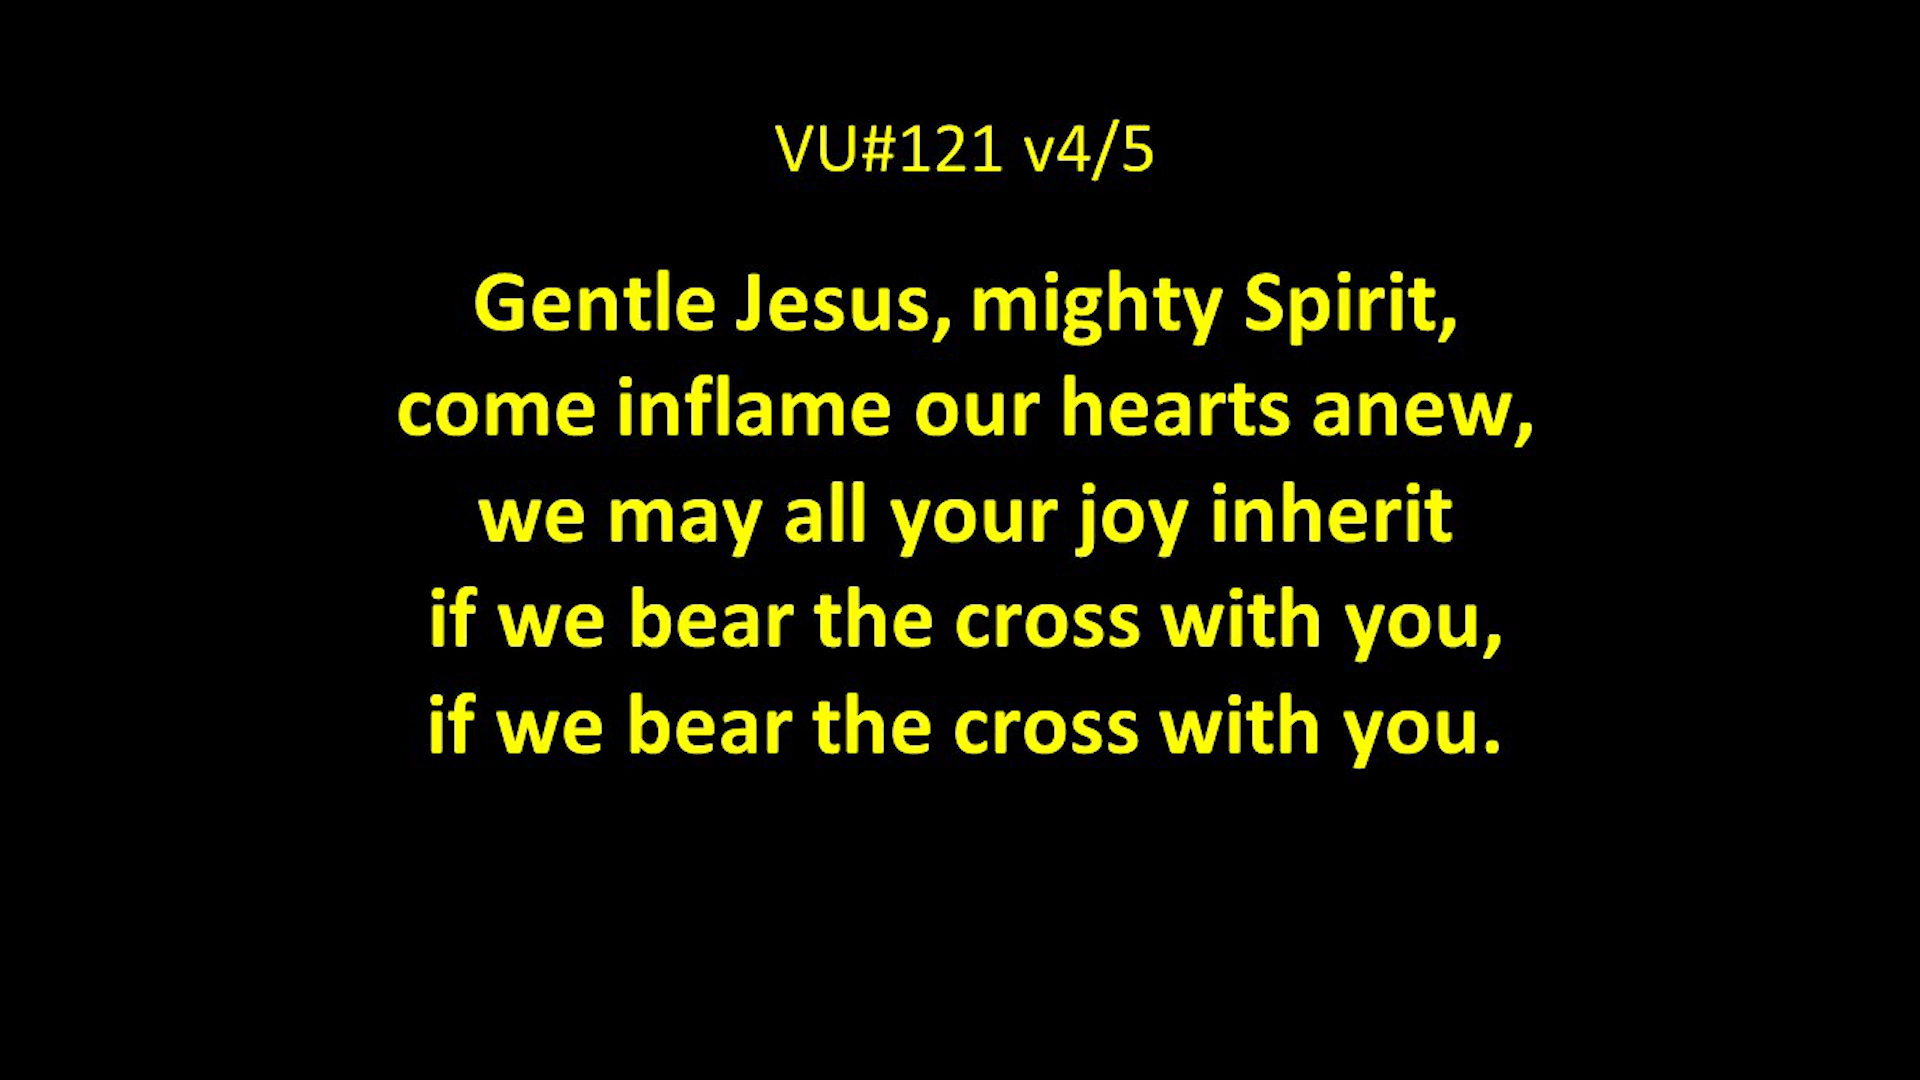 VU#121 v4/5
Gentle Jesus, mighty Spirit,
come inflame our hearts anew,
we may all your joy inherit
if we bear the cross with you,
if we bear the cross with you.